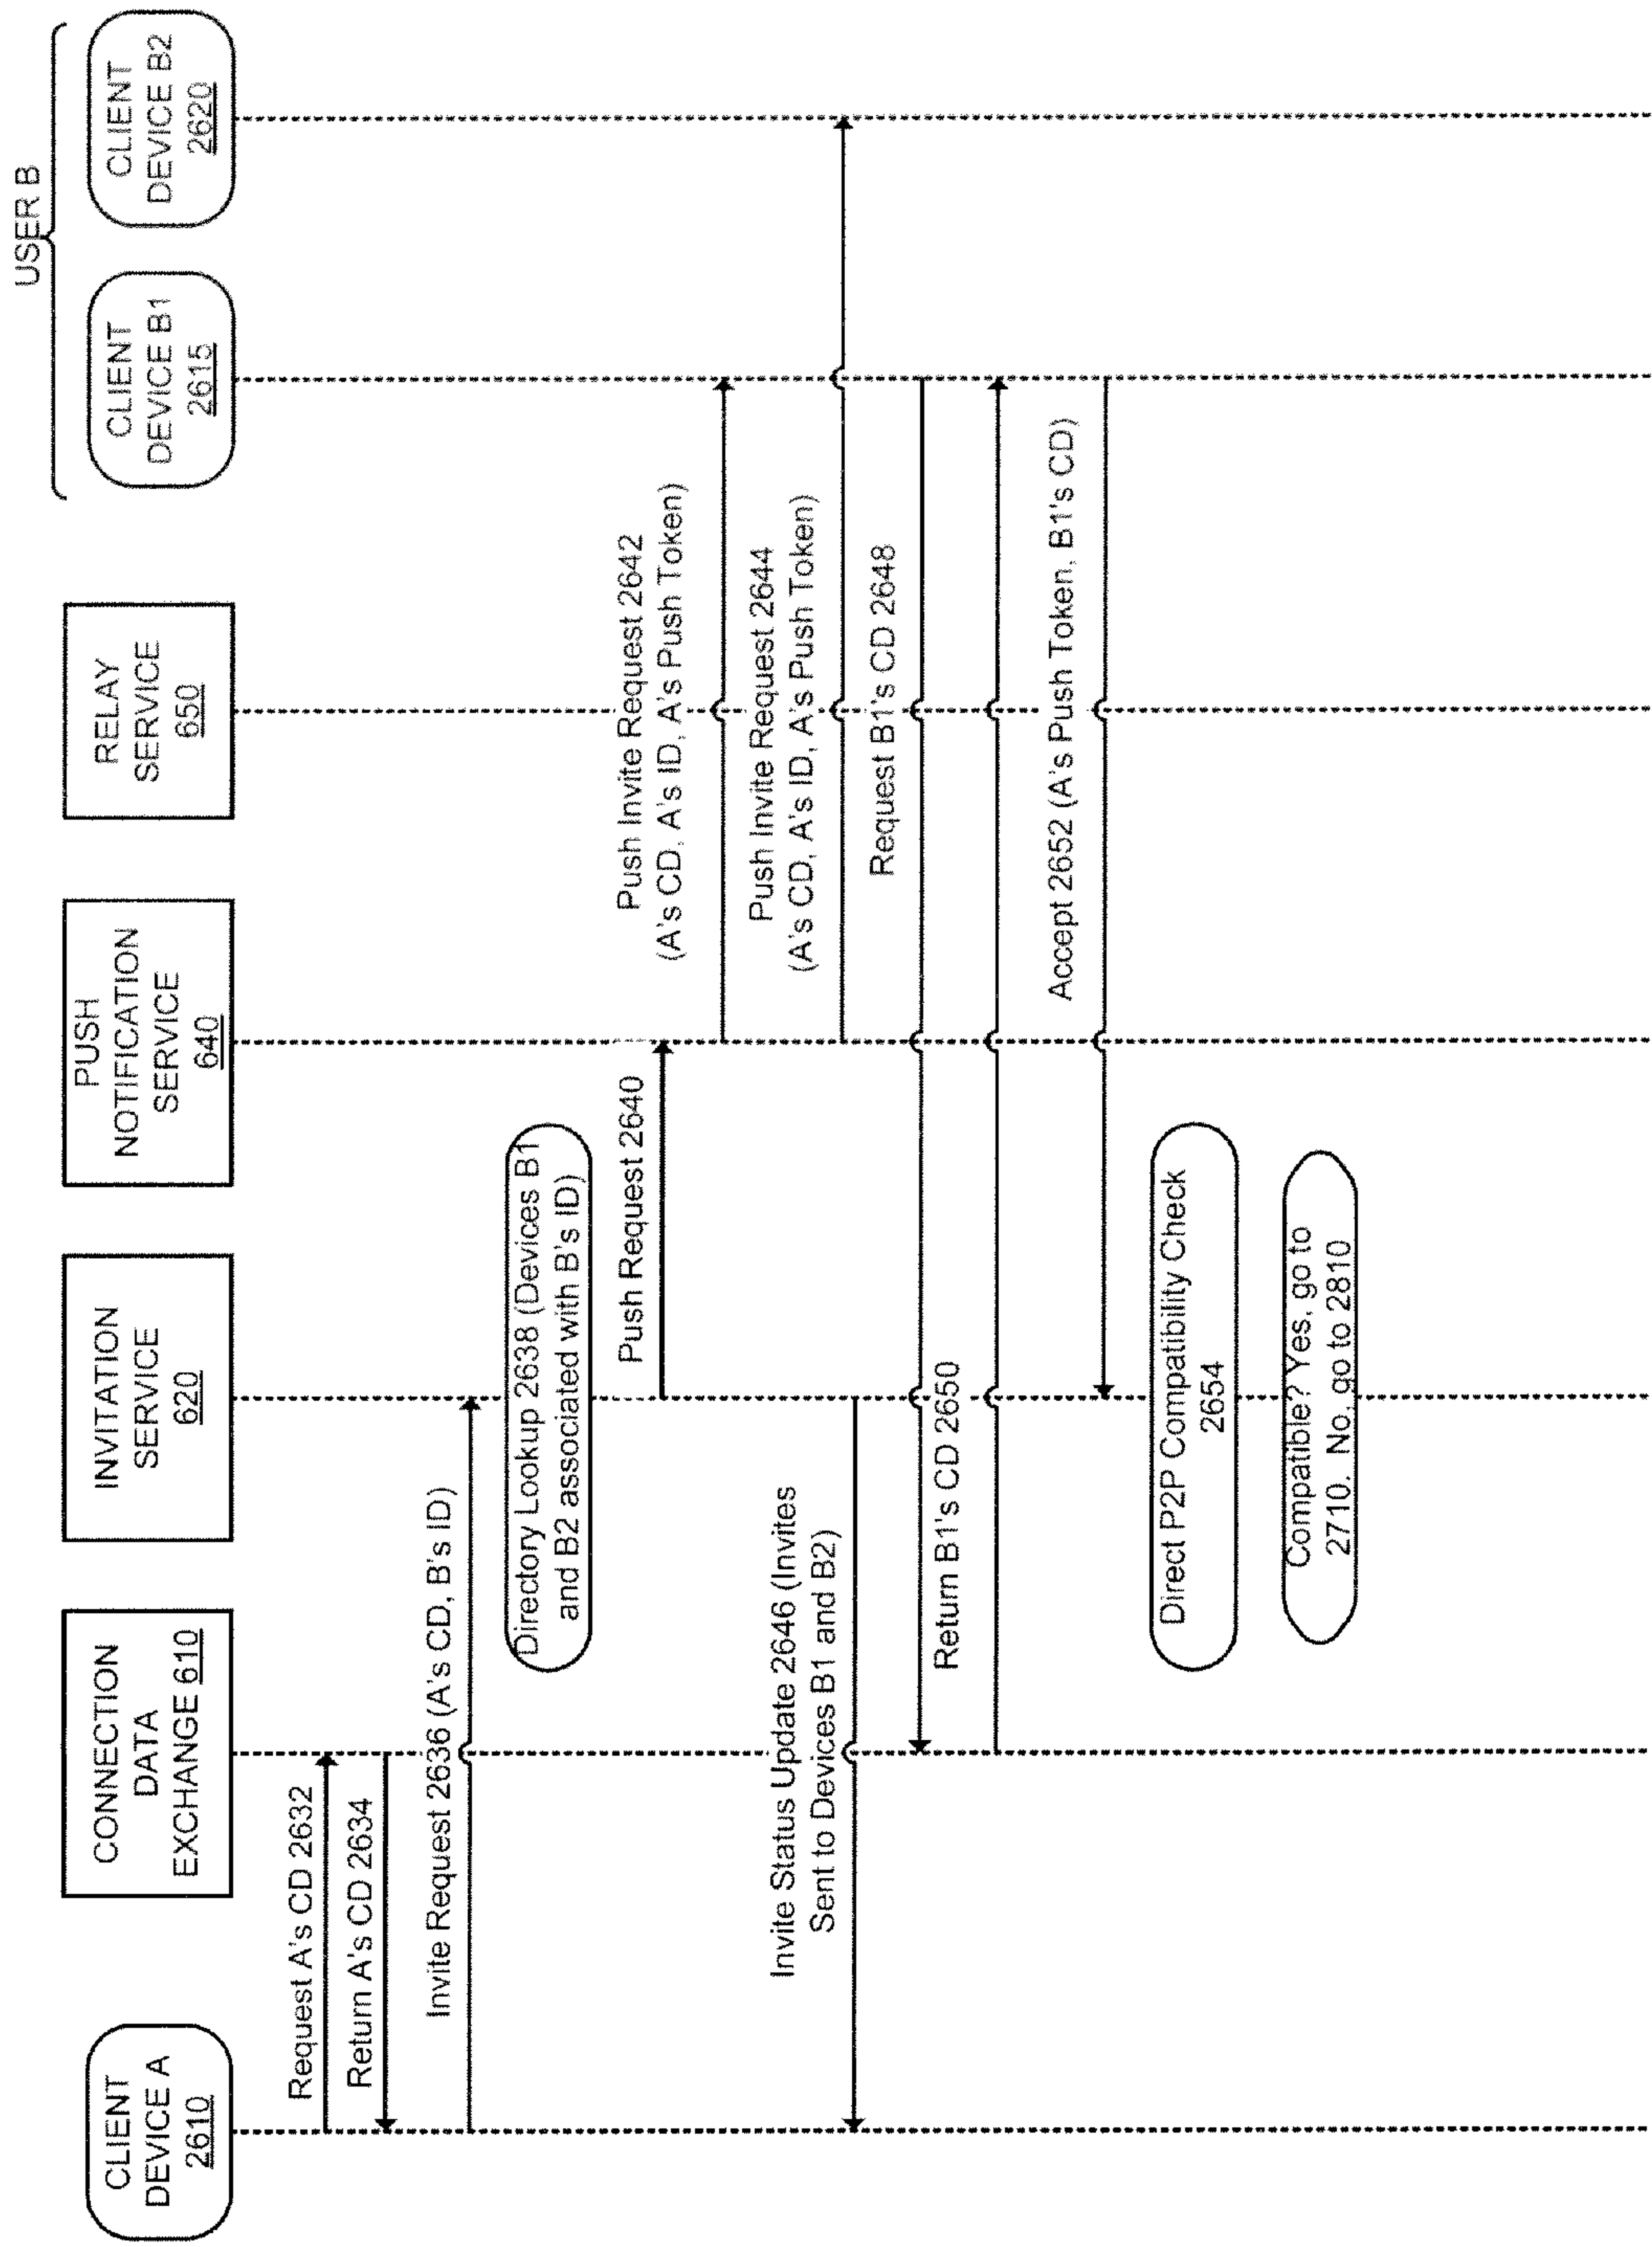 USER B
CLIENT
DEVICE A
2610
CONNECTION
DATA
EXCHANGE 610
INVITATION
SERVICE
620
PUSH
NOTIFICATION
SERVICE
640
RELAY
SERVICE
650
CLIENT
DEVICE B1
2615
CLIENT
DEVICE B2
2620
Request A's CD 2632
Return A's CD 2634
Invite Request 2636 (A's CD, B's ID)
Directory Lookup 2638 (Devices B1
and B2 associated with B's ID)
Push Request 2640
Push Invite Request 2642
(A's CD, A's ID, A's Push Token)
Push Invite Request 2644
(A's CD, A's ID, A's Push Token)
Invite Status Update 2646 (Invites
Sent to Devices B1 and B2)
Request B1's CD 2648
Return B1's CD 2650
Accept 2652 (A's Push Token, B1's CD)
Direct P2P Compatibility Check
2654
Compatible? Yes, go to
2710. No, go to 2810